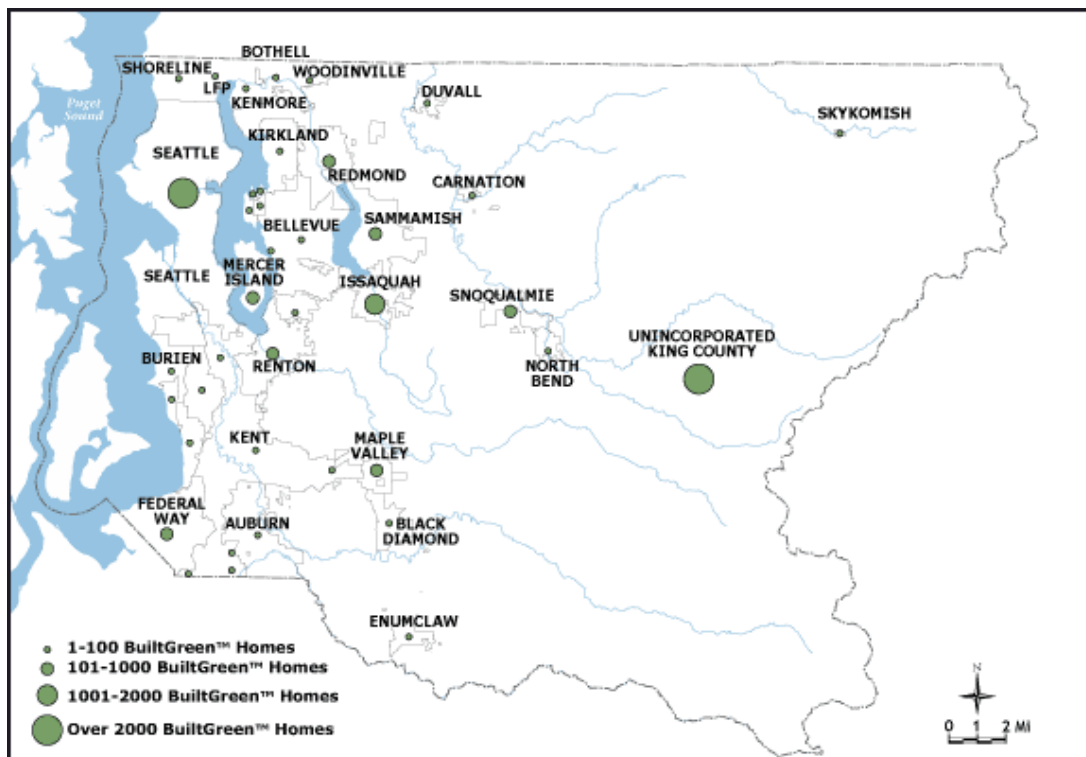 BOTHELL
SHORELINE
WOODINVILLE
LFP
KENMORE
DUVALL
Puget
Sound
SKYKOMISH
KIRKLAND
SEATTLE
REDMOND
CARNATION
SAMMAMISH
BELLEVUE
SEATTLE
MERCER
ISLAND
ISSAQUAH
SNOQUALMIE
UNINCORPORATED
KING COUNTY
BURIEN
RENTON
NORTH
BEND
KENT
MAPLE
VALLEY
FEDERAL
WAY
AUBURN
BLACK
DIAMOND
ENUMCLAW
1-100 BuiltGreen™ Homes
101-1000 BuiltGreen™ Homes
1001-2000 BuiltGreen™ Homes
Over 2000 BuiltGreen™ Homes
N
0 1 2 Mi